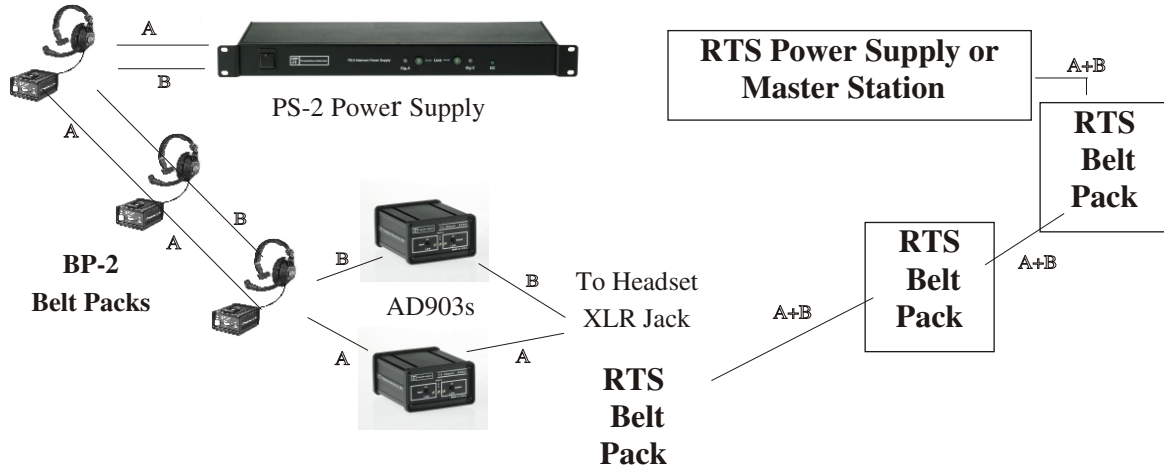 A
B
PS-2 Power Supply
RTS Power Supply or
Master Station
A+B
RTS
Belt
Pack
A
B
A
BP-2
Belt Packs
B
AD903s
A
B
A
To Headset
XLR Jack
RTS
Belt
Pack
A+B
RTS
Belt
Pack
A+B